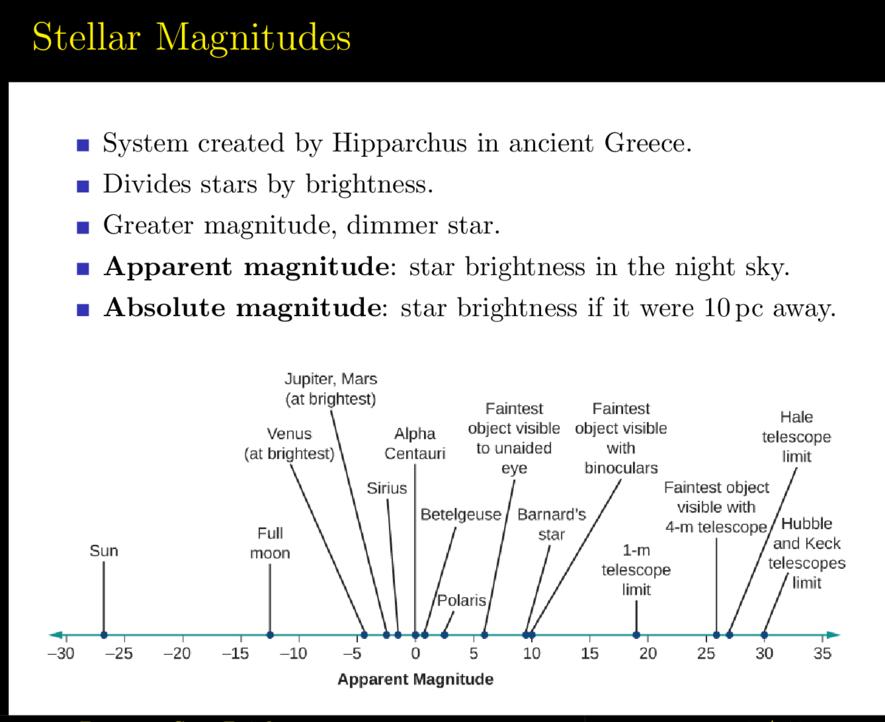 Stellar Magnitudes
System created by Hipparchus in ancient Greece.
Divides stars by brightness.
Greater magnitude, dimmer star.
Apparent magnitude: star brightness in the night sky.
Absolute magnitude: star brightness if it were 10 pc away.
Jupiter, Mars
(at brightest)
Venus
(at brightest)
Alpha
Centauri
Faintest
object visible
to unaided
eye
Faintest
object visible
with
binoculars
Hale
telescope
limit
Sirius
Betelgeuse
Barnard's
star
Faintest object
visible with
4-m telescope
Hubble
and Keck
telescopes
limit
Sun
Full
moon
1-m
telescope
limit
Polaris
–30 –25 –20 –15 –10 –5 0 5 10 15 20 25 30 35
Apparent Magnitude